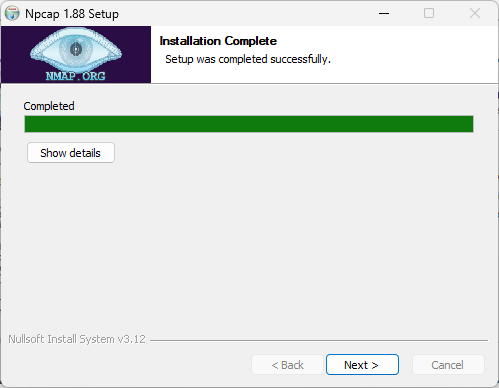 Npcap 1.88 Setup
NMAP.ORG
Installation Complete
Setup was completed successfully.
Completed
Show details
Nullsoft Install System v3.12
< Back
Next >
Cancel